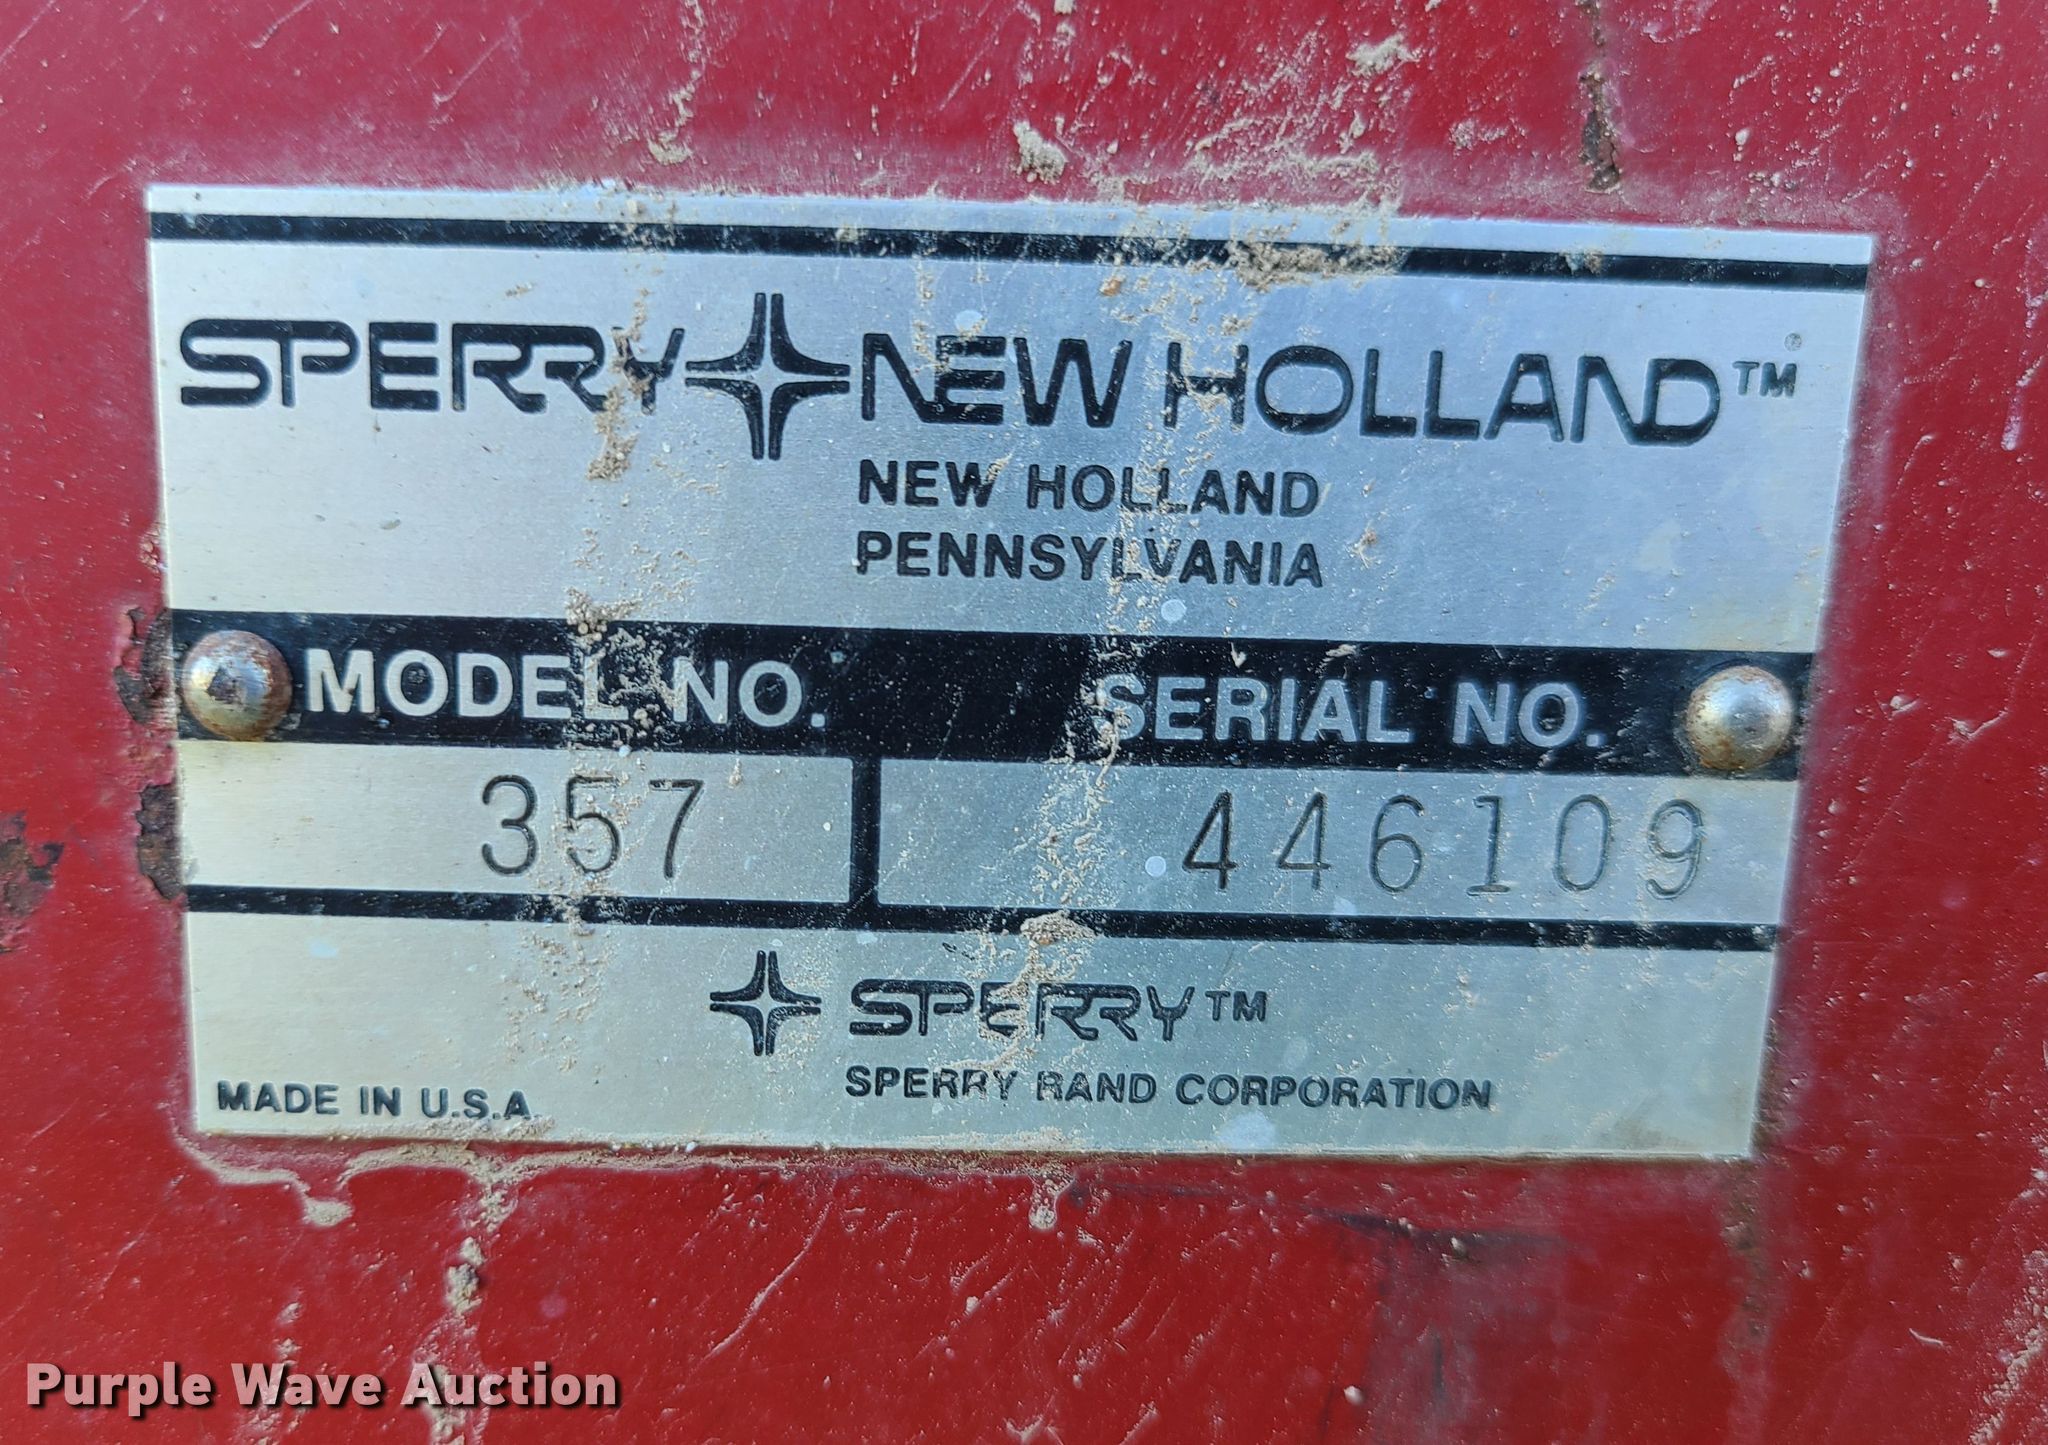 SPERRY NEW HOLLAND™®
NEW HOLLAND
PENNSYLVANIA
MODEL NO. SERIAL NO.
357 446109
SPERRY™
MADE IN U.S.A. SPERRY RAND CORPORATION
Purple Wave Auction